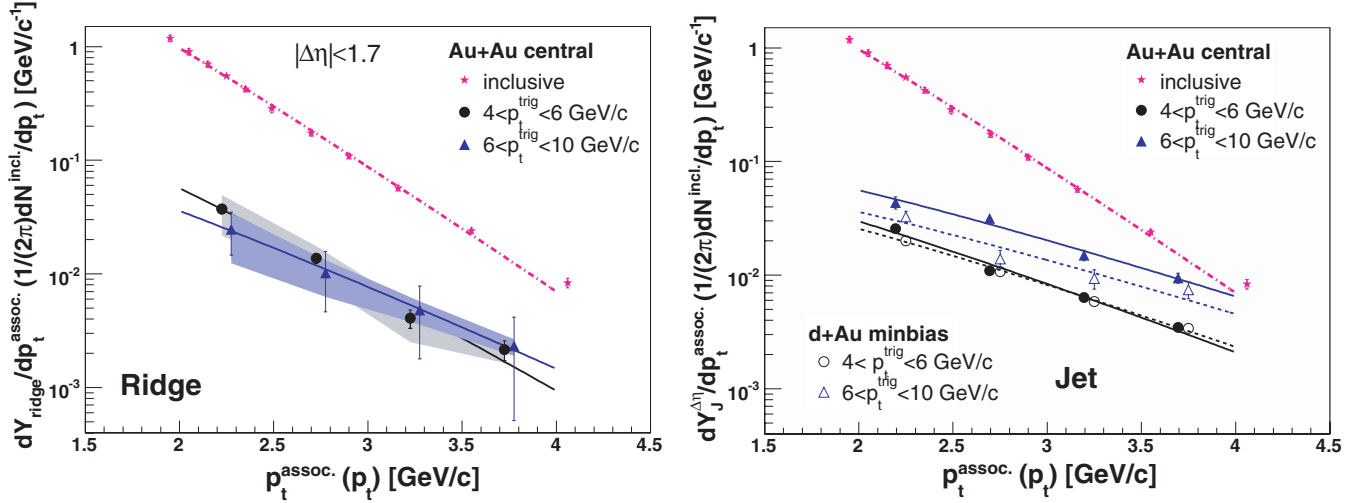 dY_ridge/dp_t^assoc. (1/(2π)dN^incl./dp_t) [GeV/c^-1]
1
10^-1
10^-2
10^-3
|Δη|<1.7
Au+Au central
inclusive
4<p_t^trig<6 GeV/c
6<p_t^trig<10 GeV/c
Ridge
1.5 2 2.5 3 3.5 4 4.5
p_t^assoc. (p_t) [GeV/c]
dY_J^Δη/dp_t^assoc. (1/(2π)dN^incl./dp_t) [GeV/c^-1]
1
10^-1
10^-2
10^-3
Au+Au central
inclusive
4<p_t^trig<6 GeV/c
6<p_t^trig<10 GeV/c
d+Au minbias
4< p_t^trig<6 GeV/c
6<p_t^trig<10 GeV/c
Jet
1.5 2 2.5 3 3.5 4 4.5
p_t^assoc. (p_t) [GeV/c]